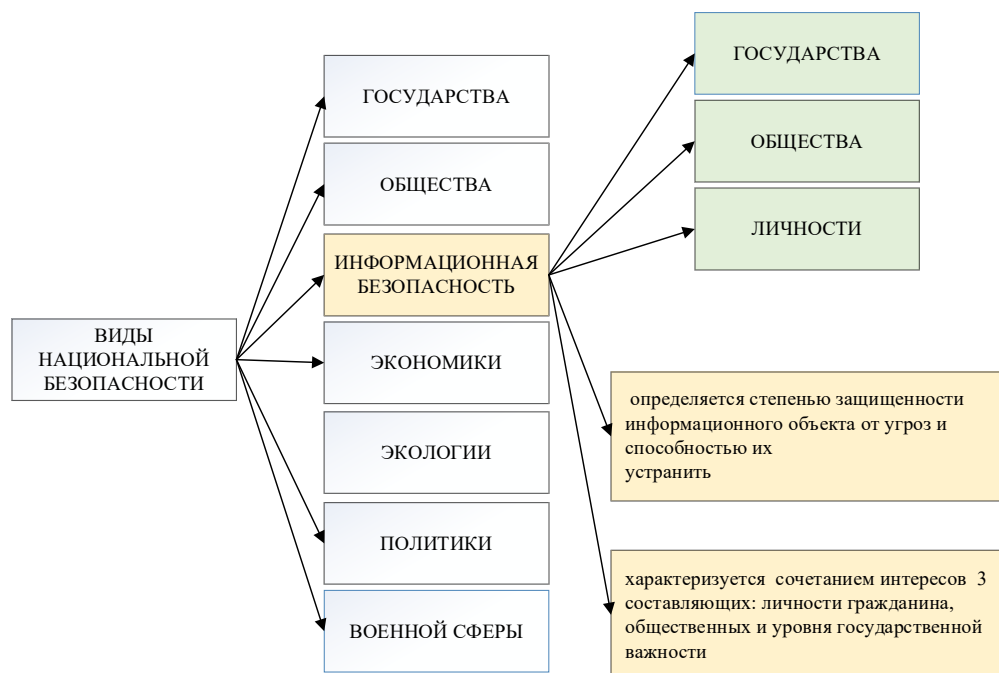 ВИДЫ
НАЦИОНАЛЬНОЙ
БЕЗОПАСНОСТИ
ГОСУДАРСТВА
ОБЩЕСТВА
ИНФОРМАЦИОННАЯ
БЕЗОПАСНОСТЬ
ЭКОНОМИКИ
ЭКОЛОГИИ
ПОЛИТИКИ
ВОЕННОЙ СФЕРЫ
ГОСУДАРСТВА
ОБЩЕСТВА
ЛИЧНОСТИ
определяется степенью защищенности
информационного объекта от угроз и
способностью их
устранить
характеризуется сочетанием интересов 3
составляющих: личности гражданина,
общественных и уровня государственной
важности